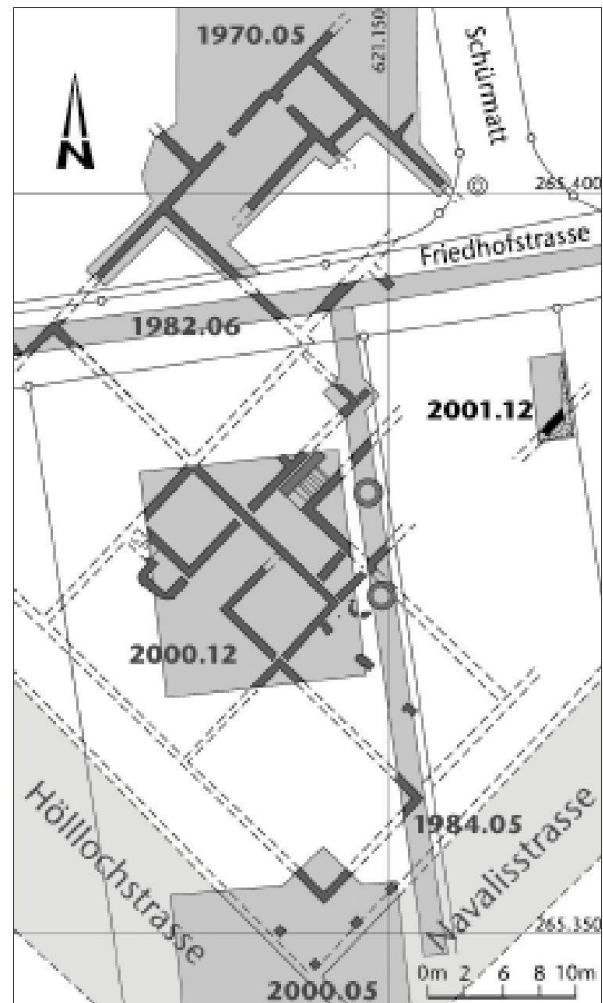 1970.05
621.150
Schürmatt
N
265.400
Friedhofstrasse
1982.06
2001.12
2000.12
Hölllochstrasse
1984.05
Navalisstrasse
265.350
2000.05
0m 2 6 8 10m